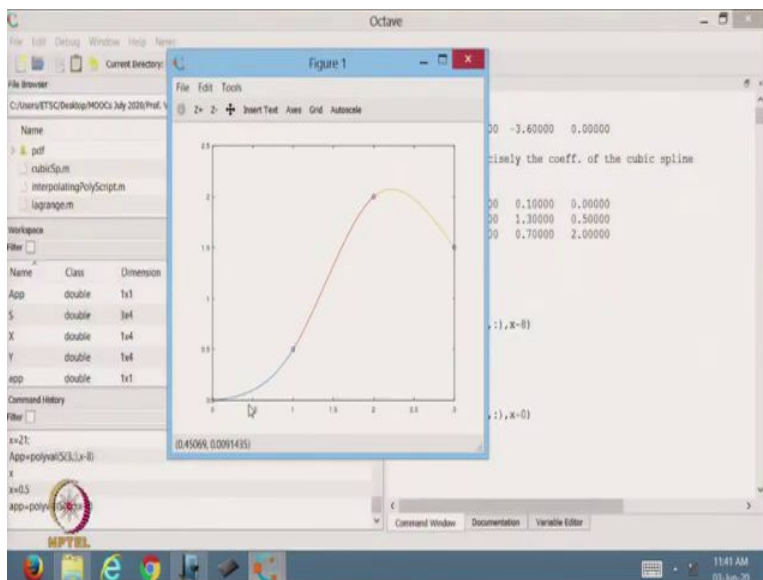 Octave
File Edit Debug Window Help News
Current Directory:
File Browser
C:/Users/ETSC/Desktop/MOOCs July 2020/Prof. V
Name
pdf
cubicSp.m
interpolatingPolyScript.m
lagrange.m
Workspace
Filter
Name Class Dimension
App double 1x1
S double 3x4
X double 1x4
Y double 1x4
app double 1x1
Command History
Filter
x=21;
App=polyval(S(3,:),x-8)
x
x=0.5
app=polyv
NPTEL
Figure 1
File Edit Tools
Z+ Z- Insert Text Axes Grid Autoscale
2.5
2
1.5
1
0.5
0
0 1 1.5 2 2.5 3
(0.45069, 0.0091435)
00 -3.60000 0.00000
cisely the coeff. of the cubic spline
00 0.10000 0.00000
00 1.30000 0.50000
00 0.70000 2.00000
,:),x-8)
,:),x-0)
Command Window Documentation Variable Editor
11:41 AM
03-Jun-20